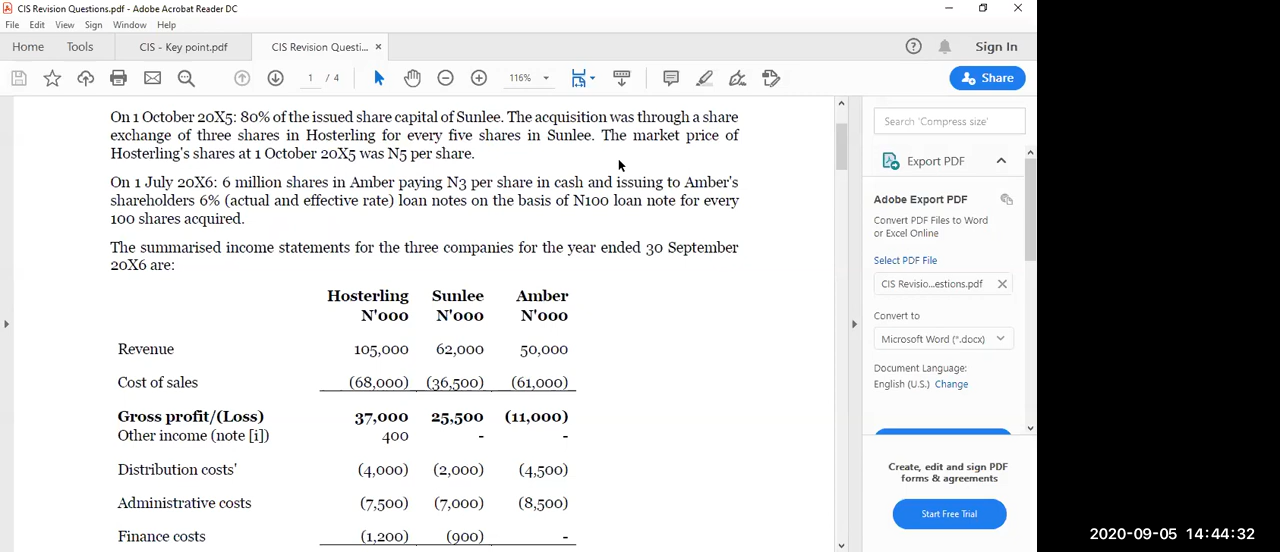 CIS Revision Questions.pdf - Adobe Acrobat Reader DC
File Edit View Sign Window Help
Home Tools CIS - Key point.pdf CIS Revision Questi... × Sign In
1 / 4 116% Share
On 1 October 20X5: 80% of the issued share capital of Sunlee. The acquisition was through a share
exchange of three shares in Hosterling for every five shares in Sunlee. The market price of
Hosterling's shares at 1 October 20X5 was N5 per share.
On 1 July 20X6: 6 million shares in Amber paying N3 per share in cash and issuing to Amber's
shareholders 6% (actual and effective rate) loan notes on the basis of N100 loan note for every
100 shares acquired.
The summarised income statements for the three companies for the year ended 30 September
20X6 are:
Hosterling Sunlee Amber
N'000 N'000 N'000
Revenue 105,000 62,000 50,000
Cost of sales (68,000) (36,500) (61,000)
Gross profit/(Loss) 37,000 25,500 (11,000)
Other income (note [i]) 400 - -
Distribution costs' (4,000) (2,000) (4,500)
Administrative costs (7,500) (7,000) (8,500)
Finance costs (1,200) (900) -
Search 'Compress size'
Export PDF
Adobe Export PDF
Convert PDF Files to Word
or Excel Online
Select PDF File
CIS Revisio...estions.pdf
Convert to
Microsoft Word (*.docx)
Document Language:
English (U.S.) Change
Create, edit and sign PDF
forms & agreements
Start Free Trial
2020-09-05 14:44:32